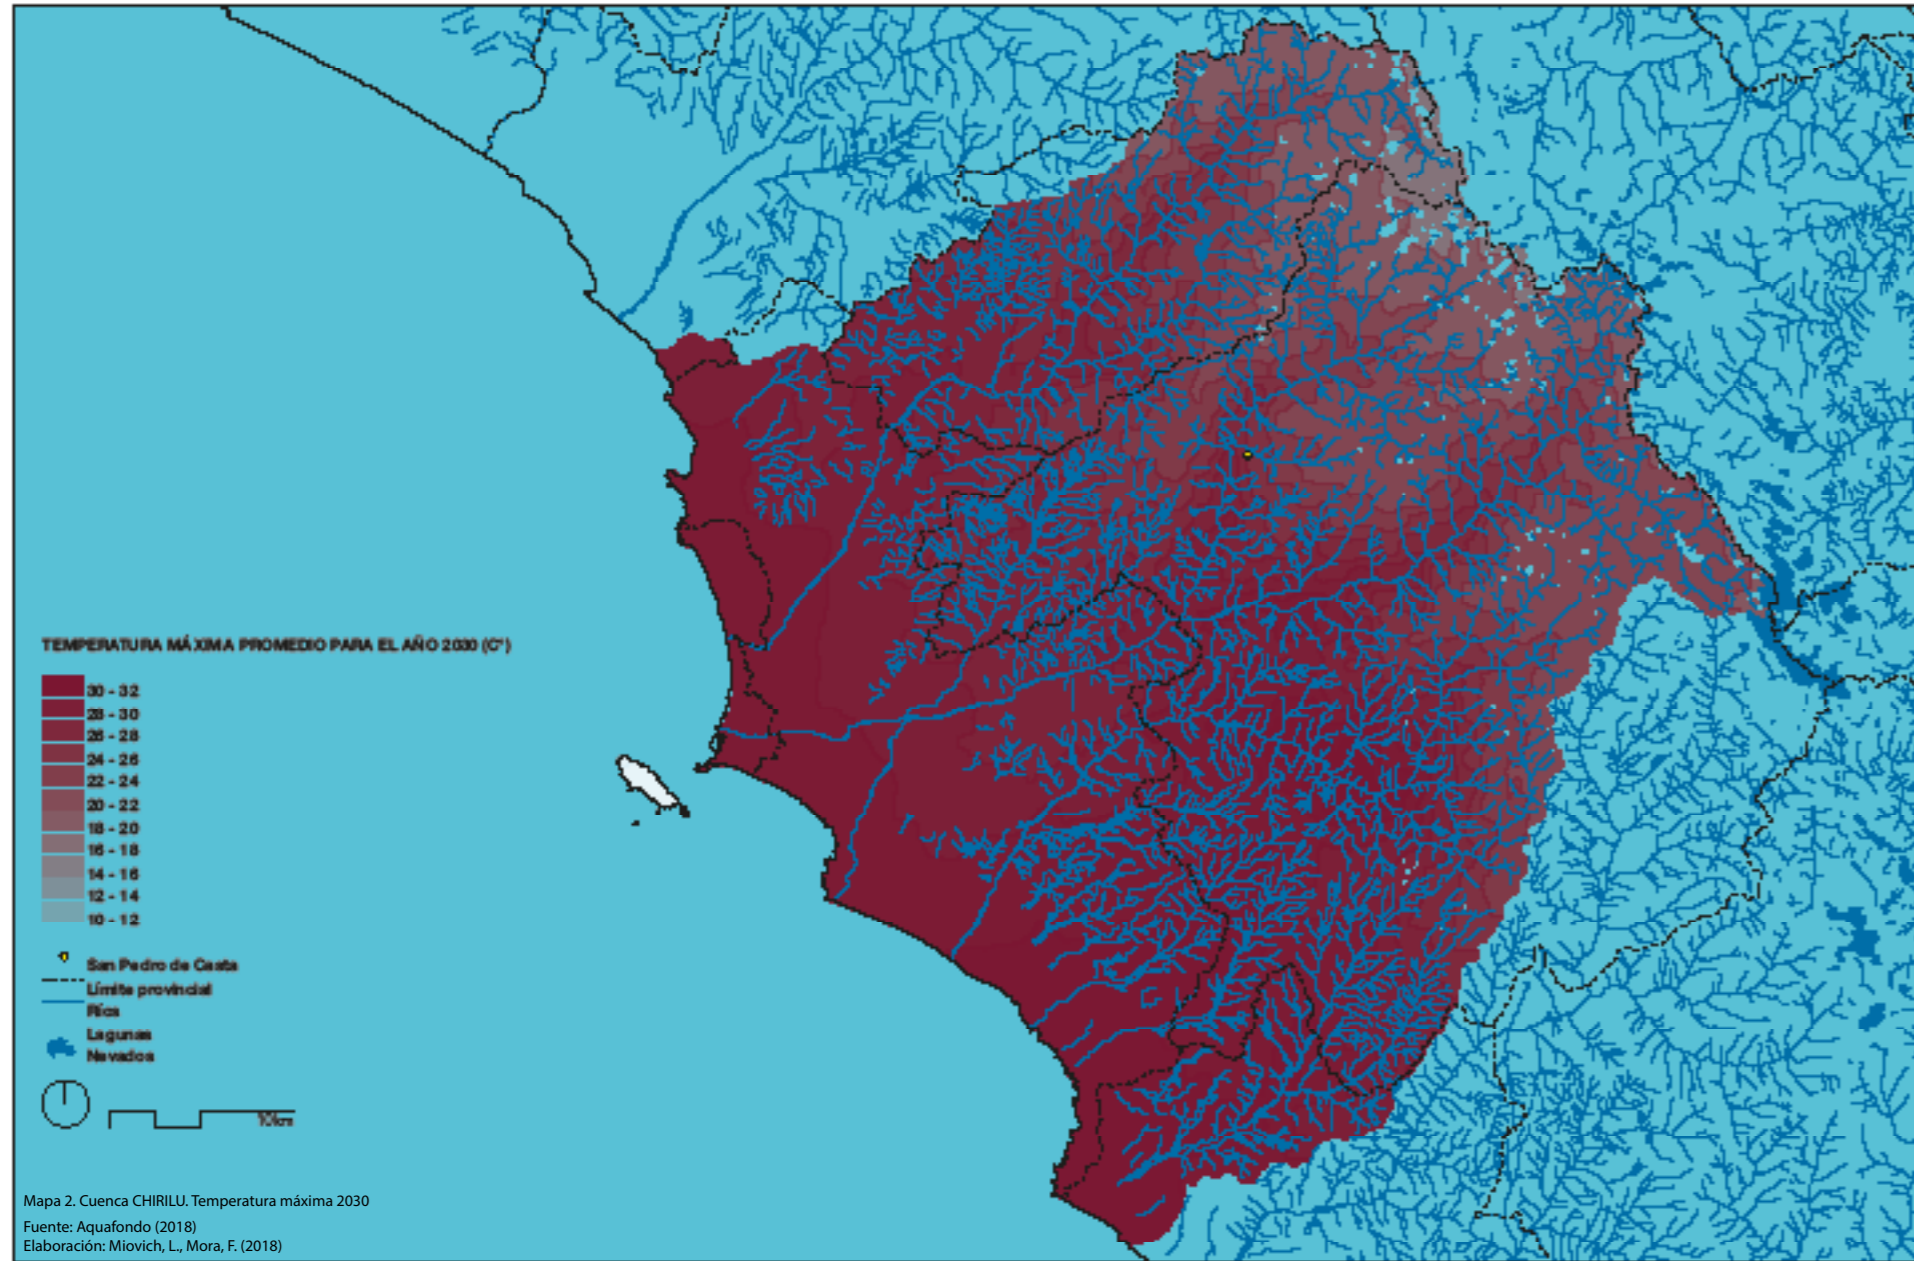 TEMPERATURA MÁXIMA PROMEDIO PARA EL AÑO 2030 (C°)
30 - 32
28 - 30
26 - 28
24 - 26
22 - 24
20 - 22
18 - 20
16 - 18
14 - 16
12 - 14
10 - 12
San Pedro de Casta
Límite provincial
Ríos
Lagunas
Nevados
10km
Mapa 2. Cuenca CHIRILU. Temperatura máxima 2030
Fuente: Aquafondo (2018)
Elaboración: Miovich, L., Mora, F. (2018)